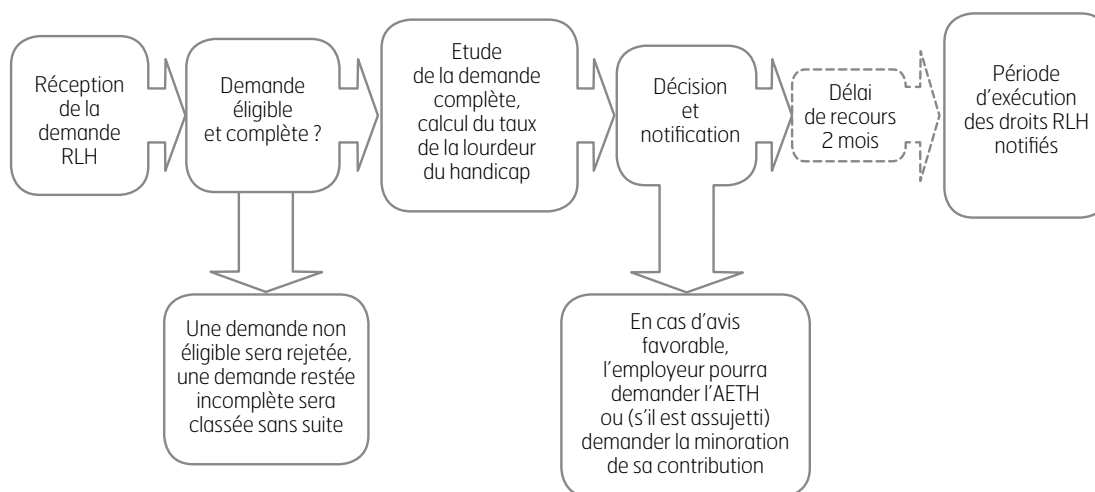 Réception
de la
demande
RLH
Demande
éligible
et complète ?
Etude
de la demande
complète,
calcul du taux
de la lourdeur
du handicap
Décision
et
notification
Délai
de recours
2 mois
Période
d'exécution
des droits RLH
notifiés
Une demande non
éligible sera rejetée,
une demande restée
incomplète sera
classée sans suite
En cas d'avis
favorable,
l'employeur pourra
demander l'AETH
ou (s'il est assujetti)
demander la minoration
de sa contribution